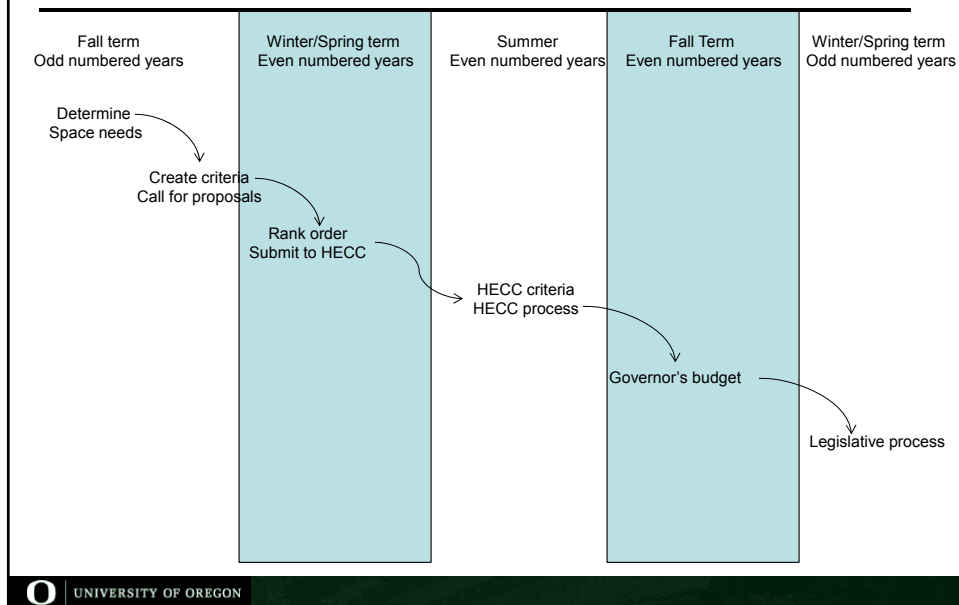 Fall term
Odd numbered years
Winter/Spring term
Even numbered years
Summer
Even numbered years
Fall Term
Even numbered years
Winter/Spring term
Odd numbered years
Determine
Space needs
Create criteria
Call for proposals
Rank order
Submit to HECC
HECC criteria
HECC process
Governor’s budget
Legislative process
O UNIVERSITY OF OREGON